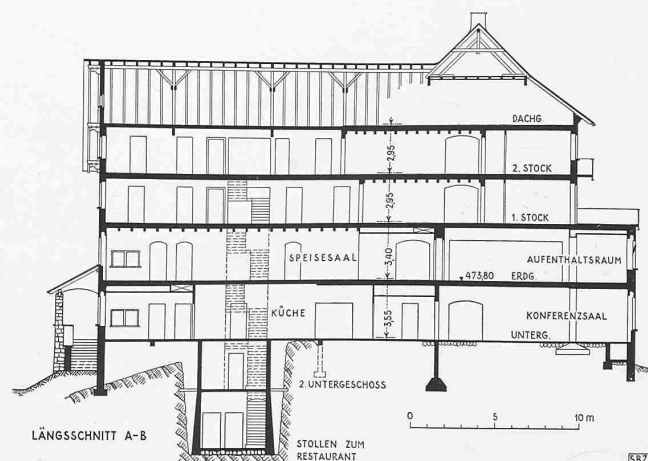 DACHG.
2,95
2. STOCK
2,95
1. STOCK
SPEISESAAL
3,40
AUFENTHALTSRAUM
473,80 ERDG.
KÜCHE
3,55
KONFERENZSAAL
UNTERG.
2. UNTERGESCHOSS
0 5 10 m
LÄNGSSCHNITT A-B
STOLLEN ZUM
RESTAURANT
SBZ